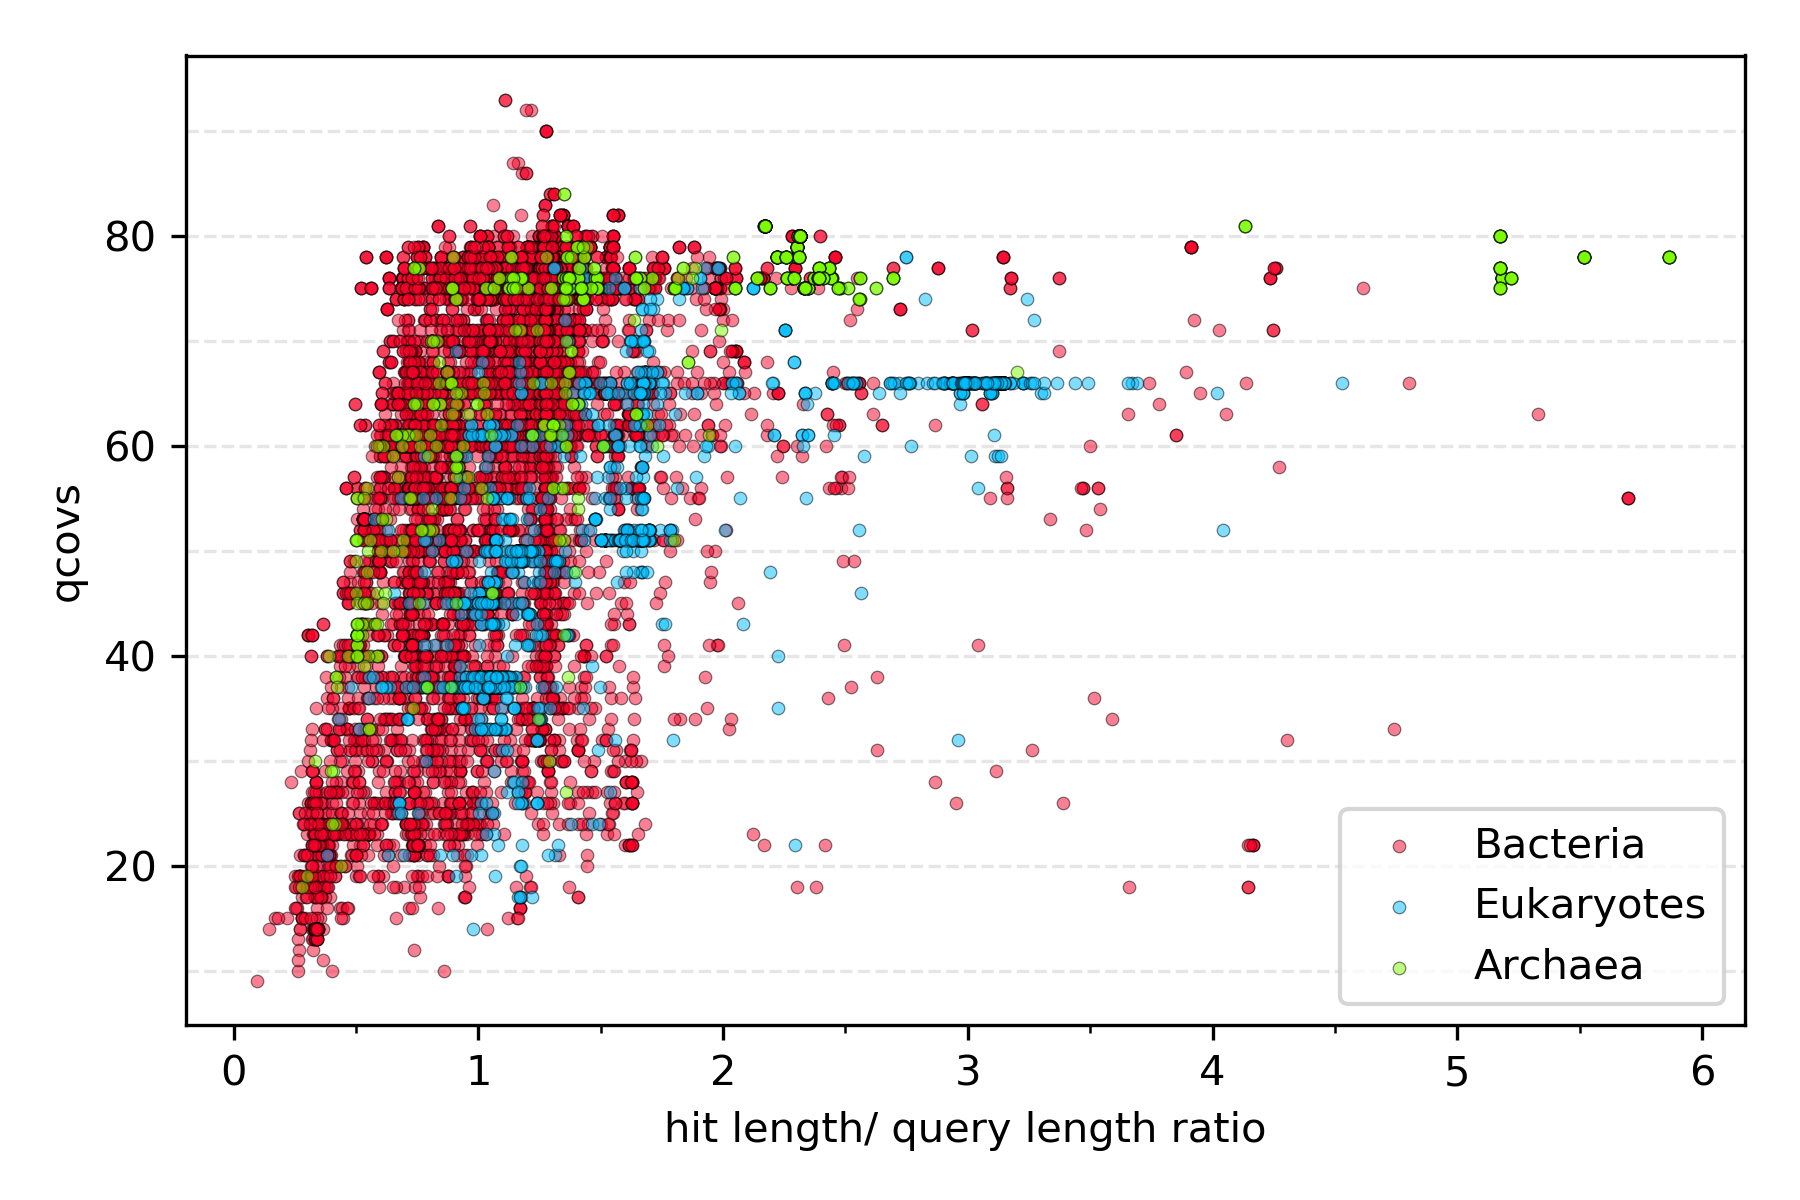 80
60
40
20
qcovs
0 1 2 3 4 5 6
hit length/ query length ratio
Bacteria
Eukaryotes
Archaea